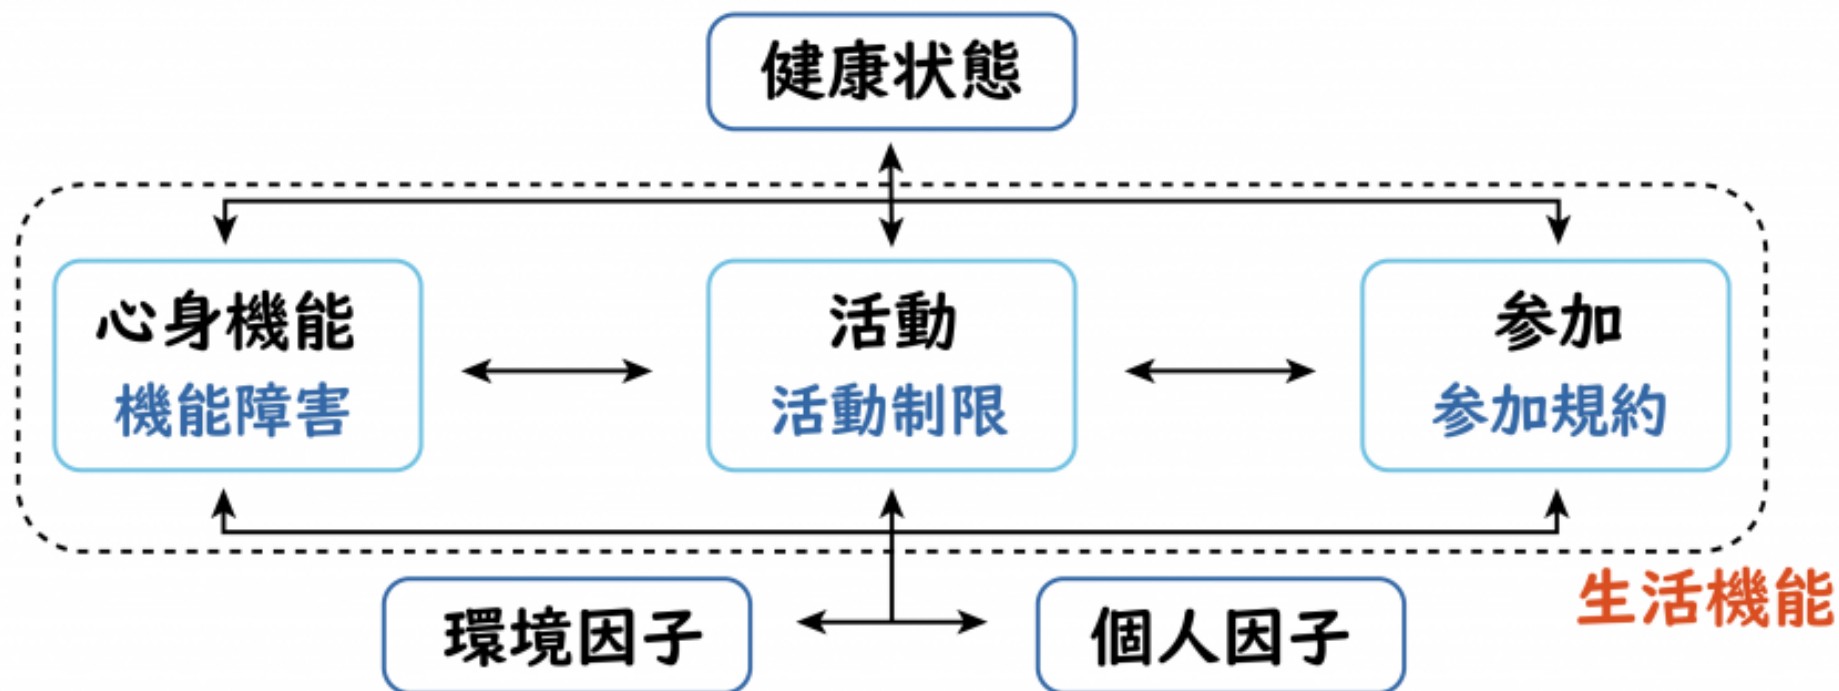 健康状態
心身機能
機能障害
活動
活動制限
参加
参加規約
環境因子
個人因子
生活機能